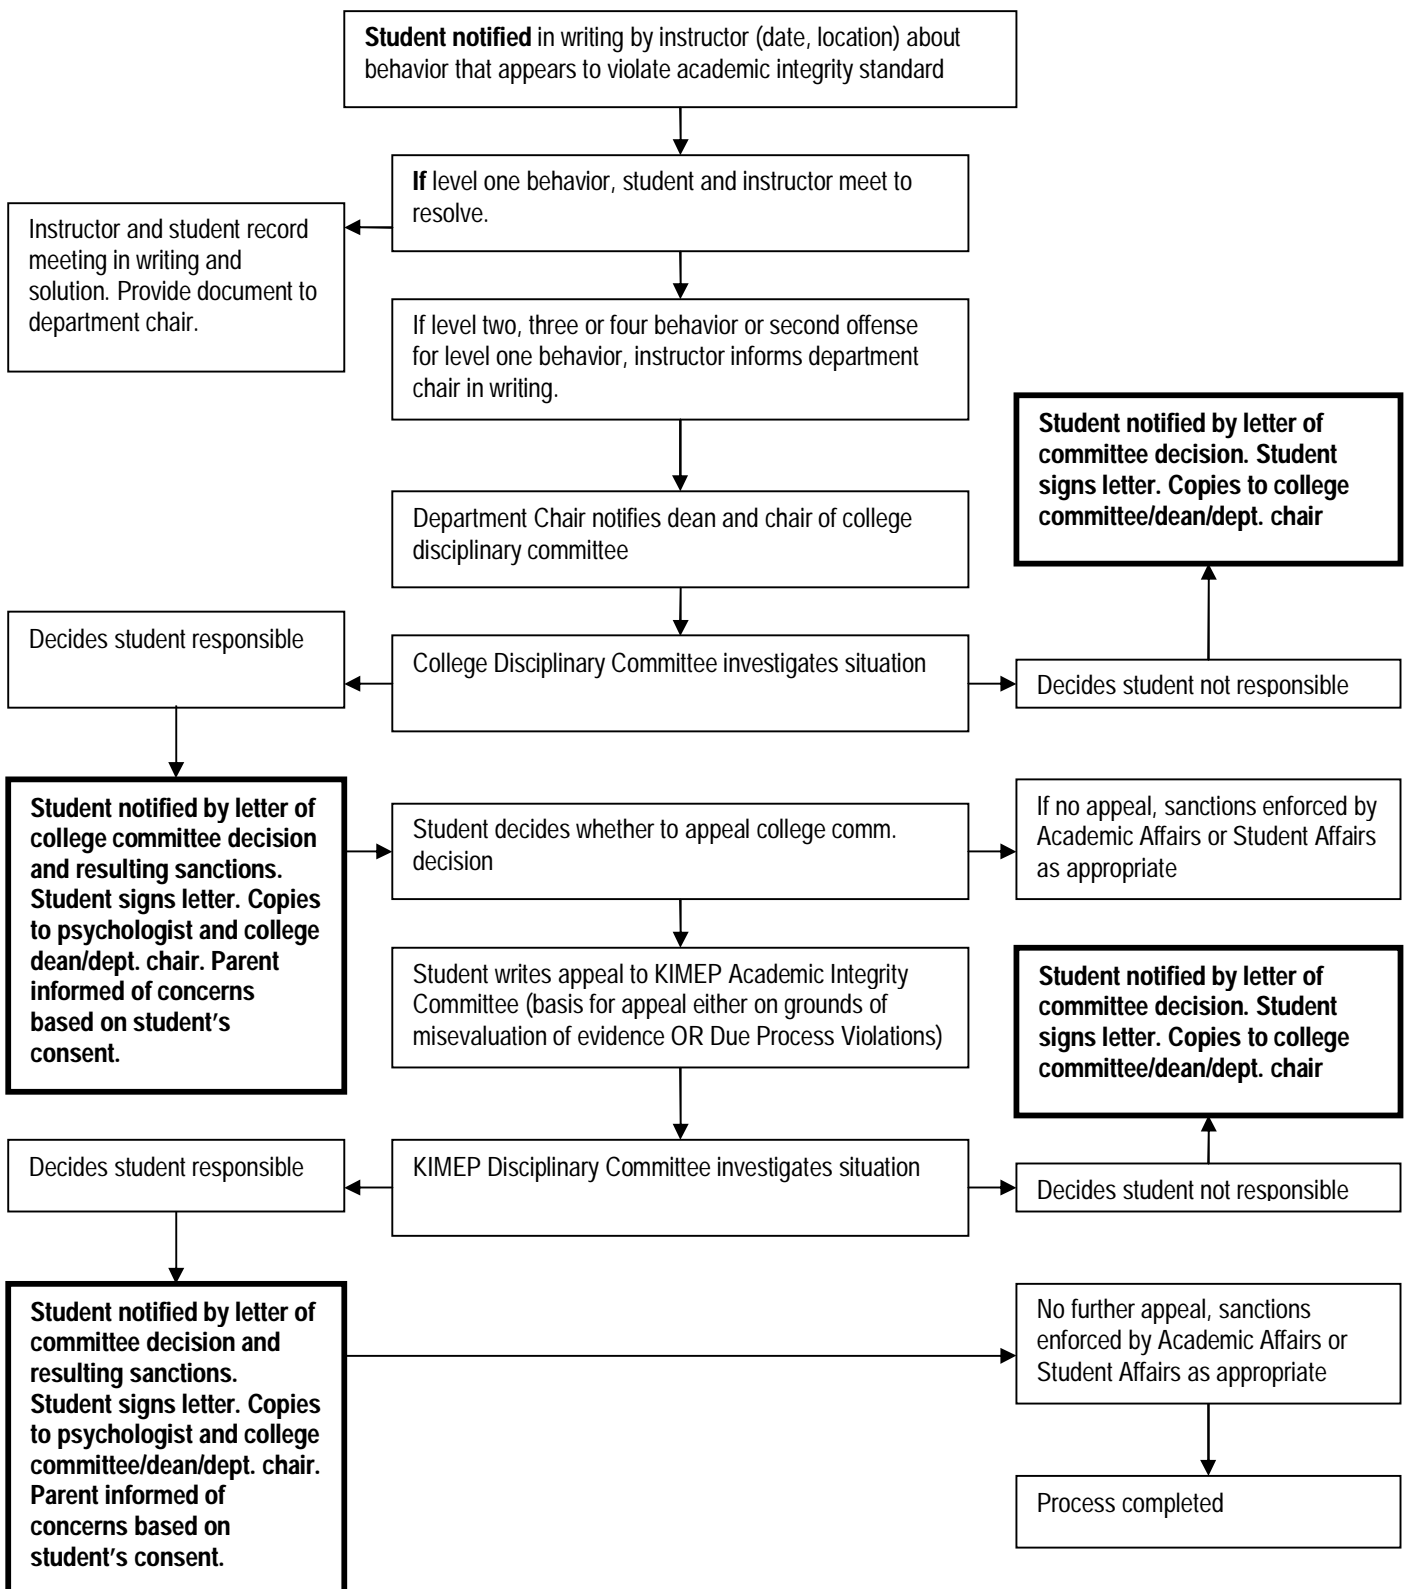 Student notified in writing by instructor (date, location) about
behavior that appears to violate academic integrity standard
If level one behavior, student and instructor meet to
resolve.
Instructor and student record
meeting in writing and
solution. Provide document to
department chair.
If level two, three or four behavior or second offense
for level one behavior, instructor informs department
chair in writing.
Student notified by letter of
committee decision. Student
signs letter. Copies to college
committee/dean/dept. chair
Department Chair notifies dean and chair of college
disciplinary committee
Decides student responsible
College Disciplinary Committee investigates situation
Decides student not responsible
Student notified by letter of
college committee decision
and resulting sanctions.
Student signs letter. Copies
to psychologist and college
dean/dept. chair. Parent
informed of concerns
based on student's
consent.
Student decides whether to appeal college comm.
decision
If no appeal, sanctions enforced by
Academic Affairs or Student Affairs
as appropriate
Student writes appeal to KIMEP Academic Integrity
Committee (basis for appeal either on grounds of
misevaluation of evidence OR Due Process Violations)
Student notified by letter of
committee decision. Student
signs letter. Copies to college
committee/dean/dept. chair
Decides student responsible
KIMEP Disciplinary Committee investigates situation
Decides student not responsible
Student notified by letter of
committee decision and
resulting sanctions.
Student signs letter. Copies
to psychologist and college
committee/dean/dept. chair.
Parent informed of
concerns based on
student's consent.
No further appeal, sanctions
enforced by Academic Affairs or
Student Affairs as appropriate
Process completed